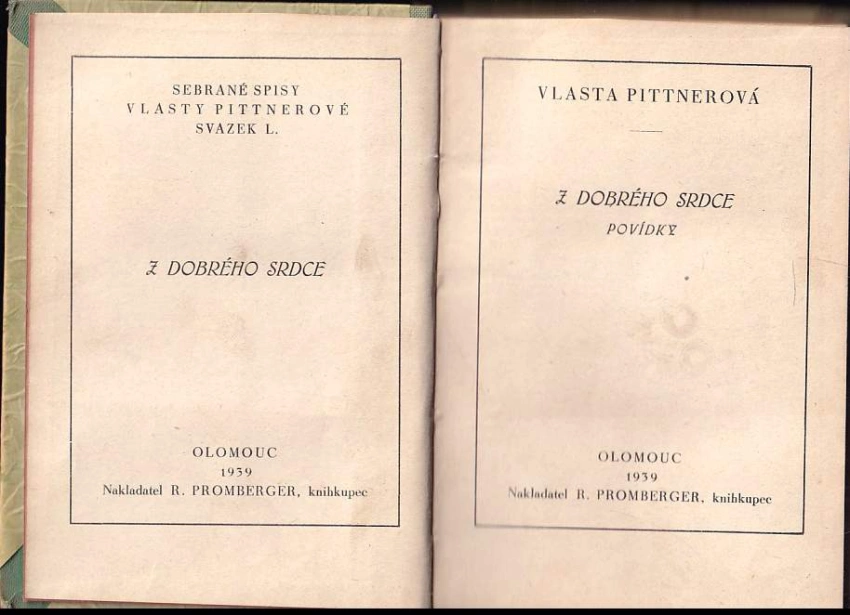 SEBRANÉ SPISY
VLASTY PITTNEROVÉ
SVAZEK L.
Z DOBRÉHO SRDCE
OLOMOUC
1939
Nakladatel R. PROMBERGER, knihkupec
VLASTA PITTNEROVÁ
Z DOBRÉHO SRDCE
POVÍDKY
OLOMOUC
1939
Nakladatel R. PROMBERGER, knihkupec